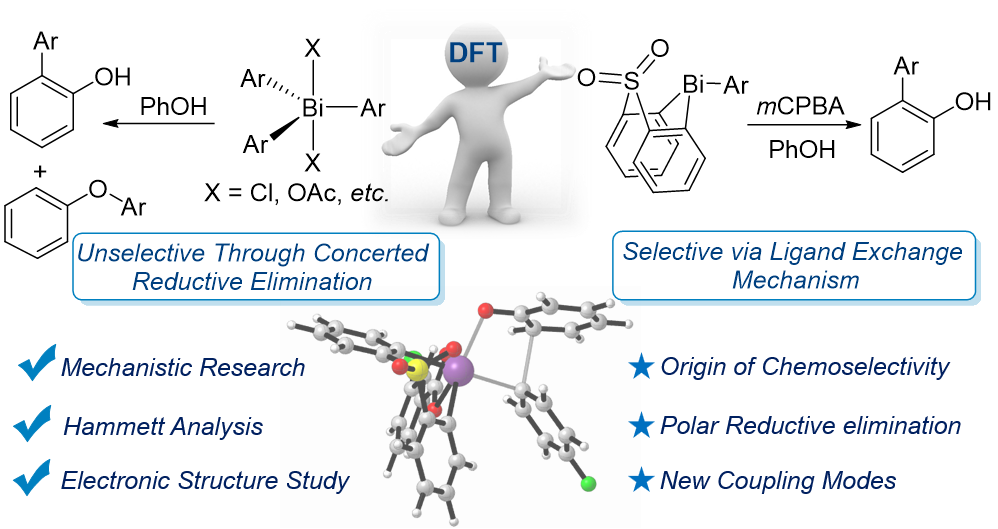 Ar
OH
PhOH
+
O
Ar
X
Ar
Bi
Ar
Ar
X
X = Cl, OAc, etc.
DFT
O
O
S
Bi
Ar
mCPBA
PhOH
Ar
OH
Unselective Through Concerted
Reductive Elimination
Selective via Ligand Exchange
Mechanism
Mechanistic Research
Hammett Analysis
Electronic Structure Study
Origin of Chemoselectivity
Polar Reductive elimination
New Coupling Modes